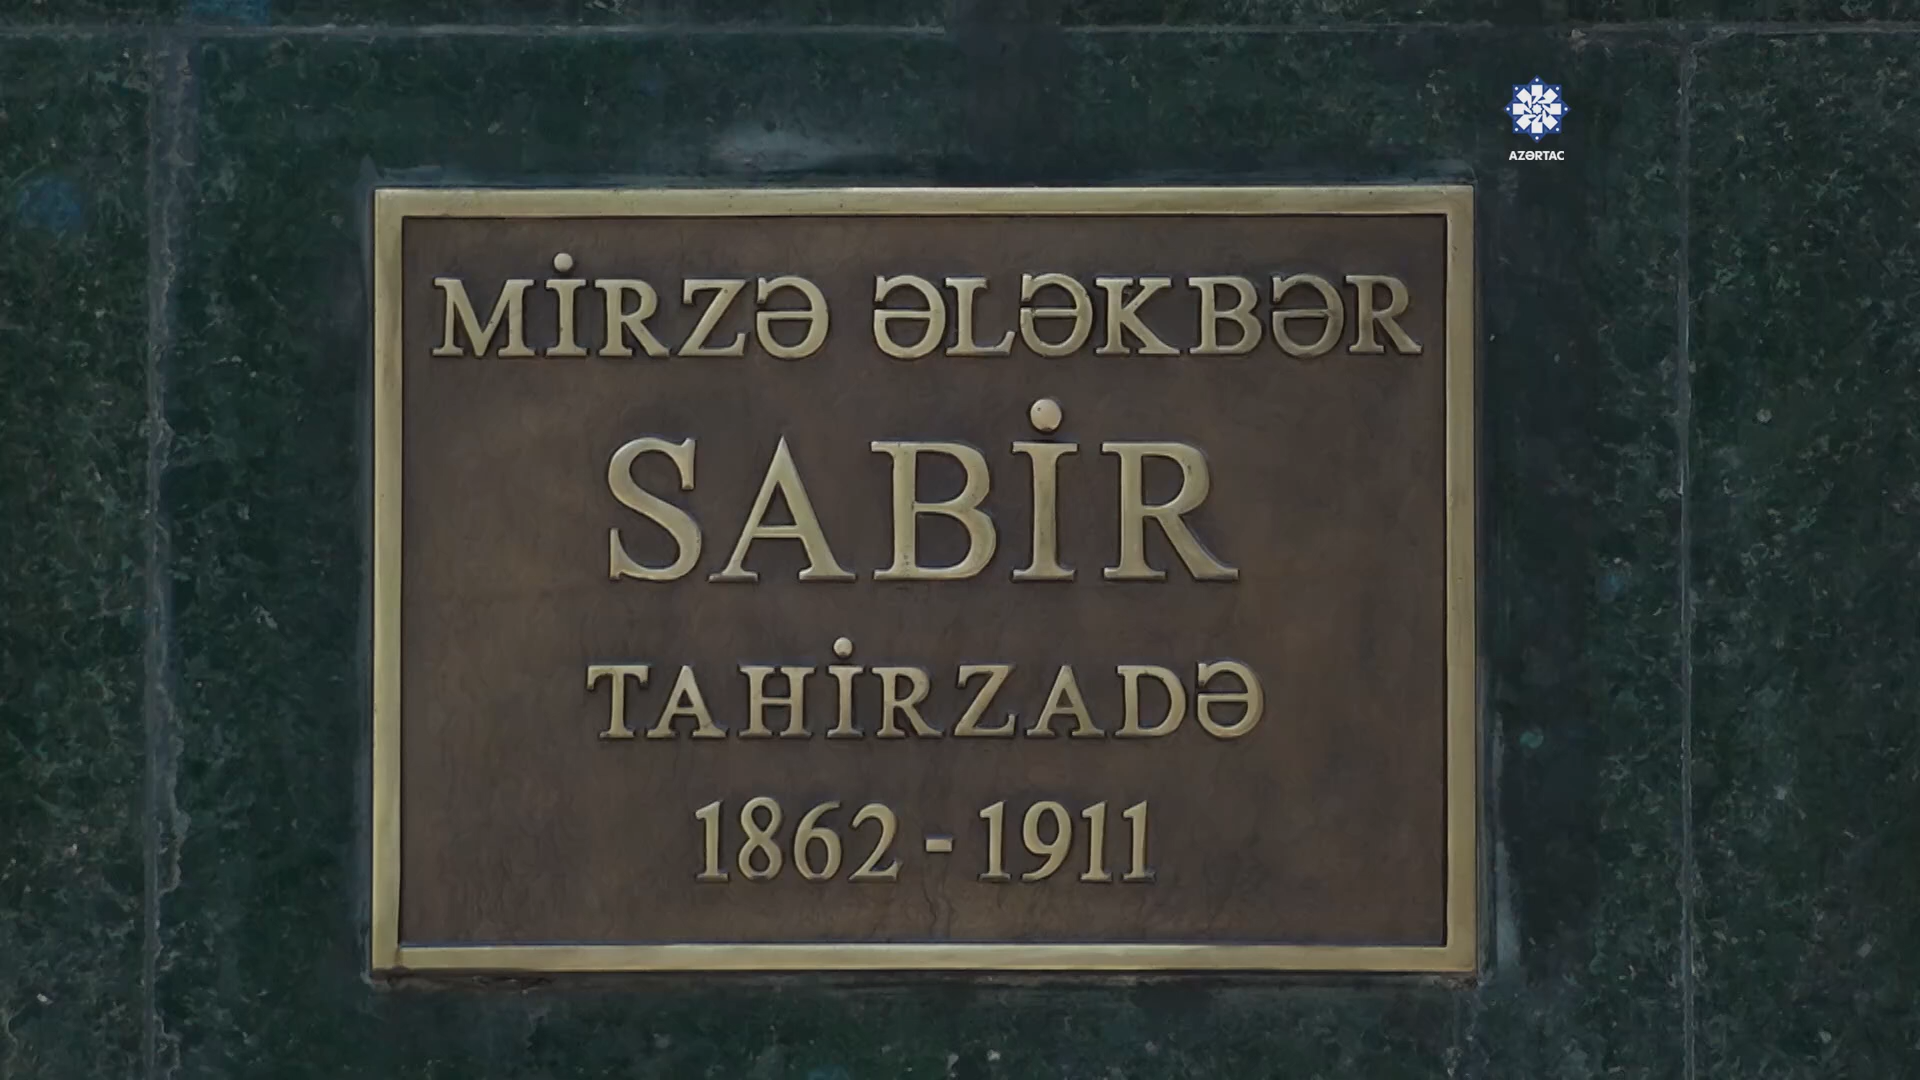 AZƏRTAC
MİRZƏ ƏLƏKBƏR
SABİR
TAHİRZADƏ
1862 - 1911